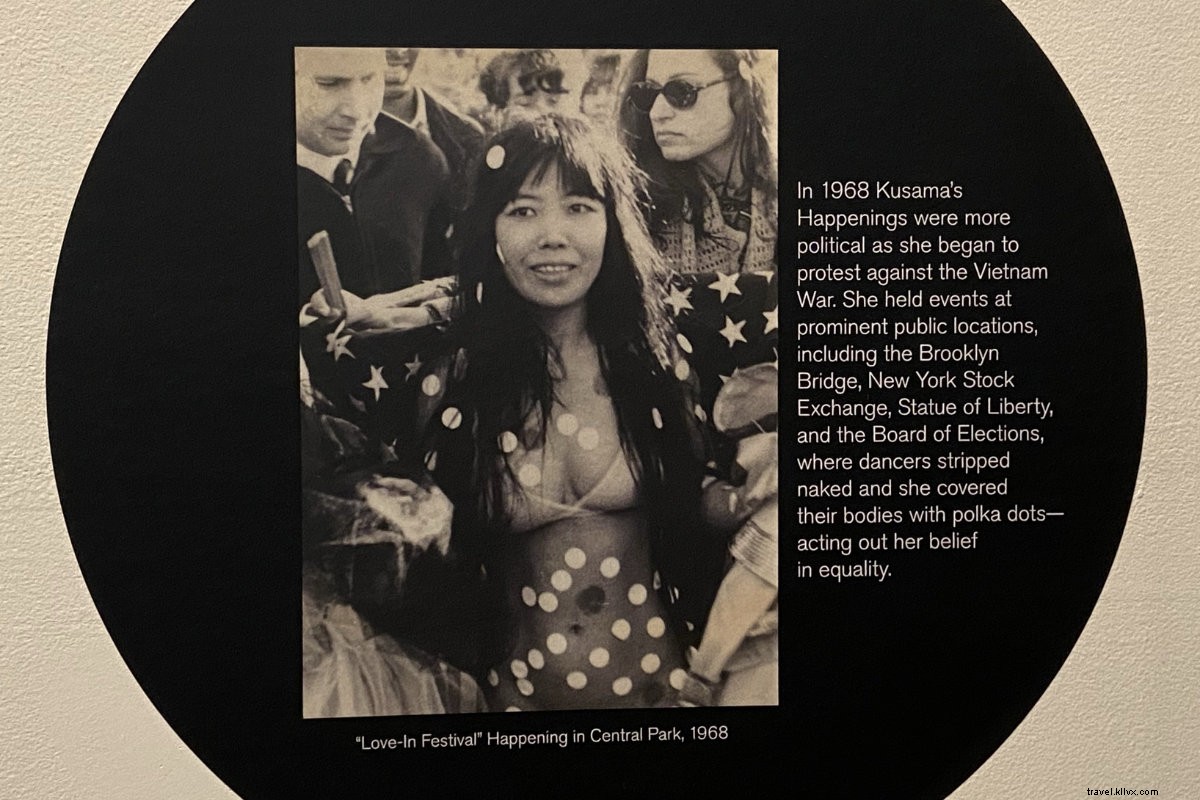 In 1968 Kusama's
Happenings were more
political as she began to
protest against the Vietnam
War. She held events at
prominent public locations,
including the Brooklyn
Bridge, New York Stock
Exchange, Statue of Liberty,
and the Board of Elections,
where dancers stripped
naked and she covered
their bodies with polka dots—
acting out her belief
in equality.
“Love-In Festival” Happening in Central Park, 1968
travel.kllvx.com